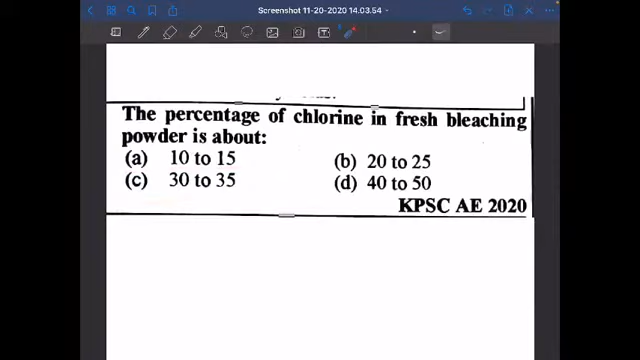 Screenshot 11-20-2020 14.03.54
The percentage of chlorine in fresh bleaching
powder is about:
(a) 10 to 15 (b) 20 to 25
(c) 30 to 35 (d) 40 to 50
KPSC AE 2020